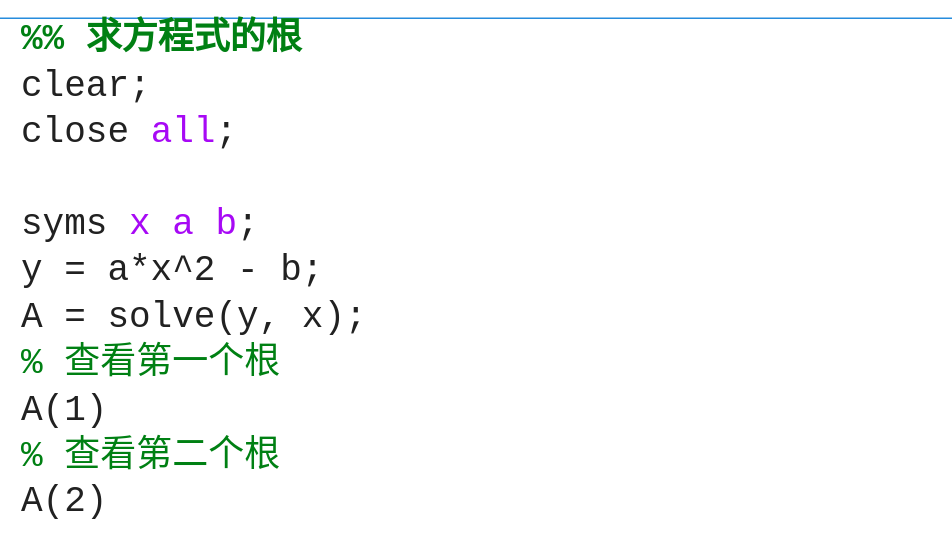 %% 求方程式的根
clear;
close all;
syms x a b;
y = a*x^2 - b;
A = solve(y, x);
% 查看第一个根
A(1)
% 查看第二个根
A(2)